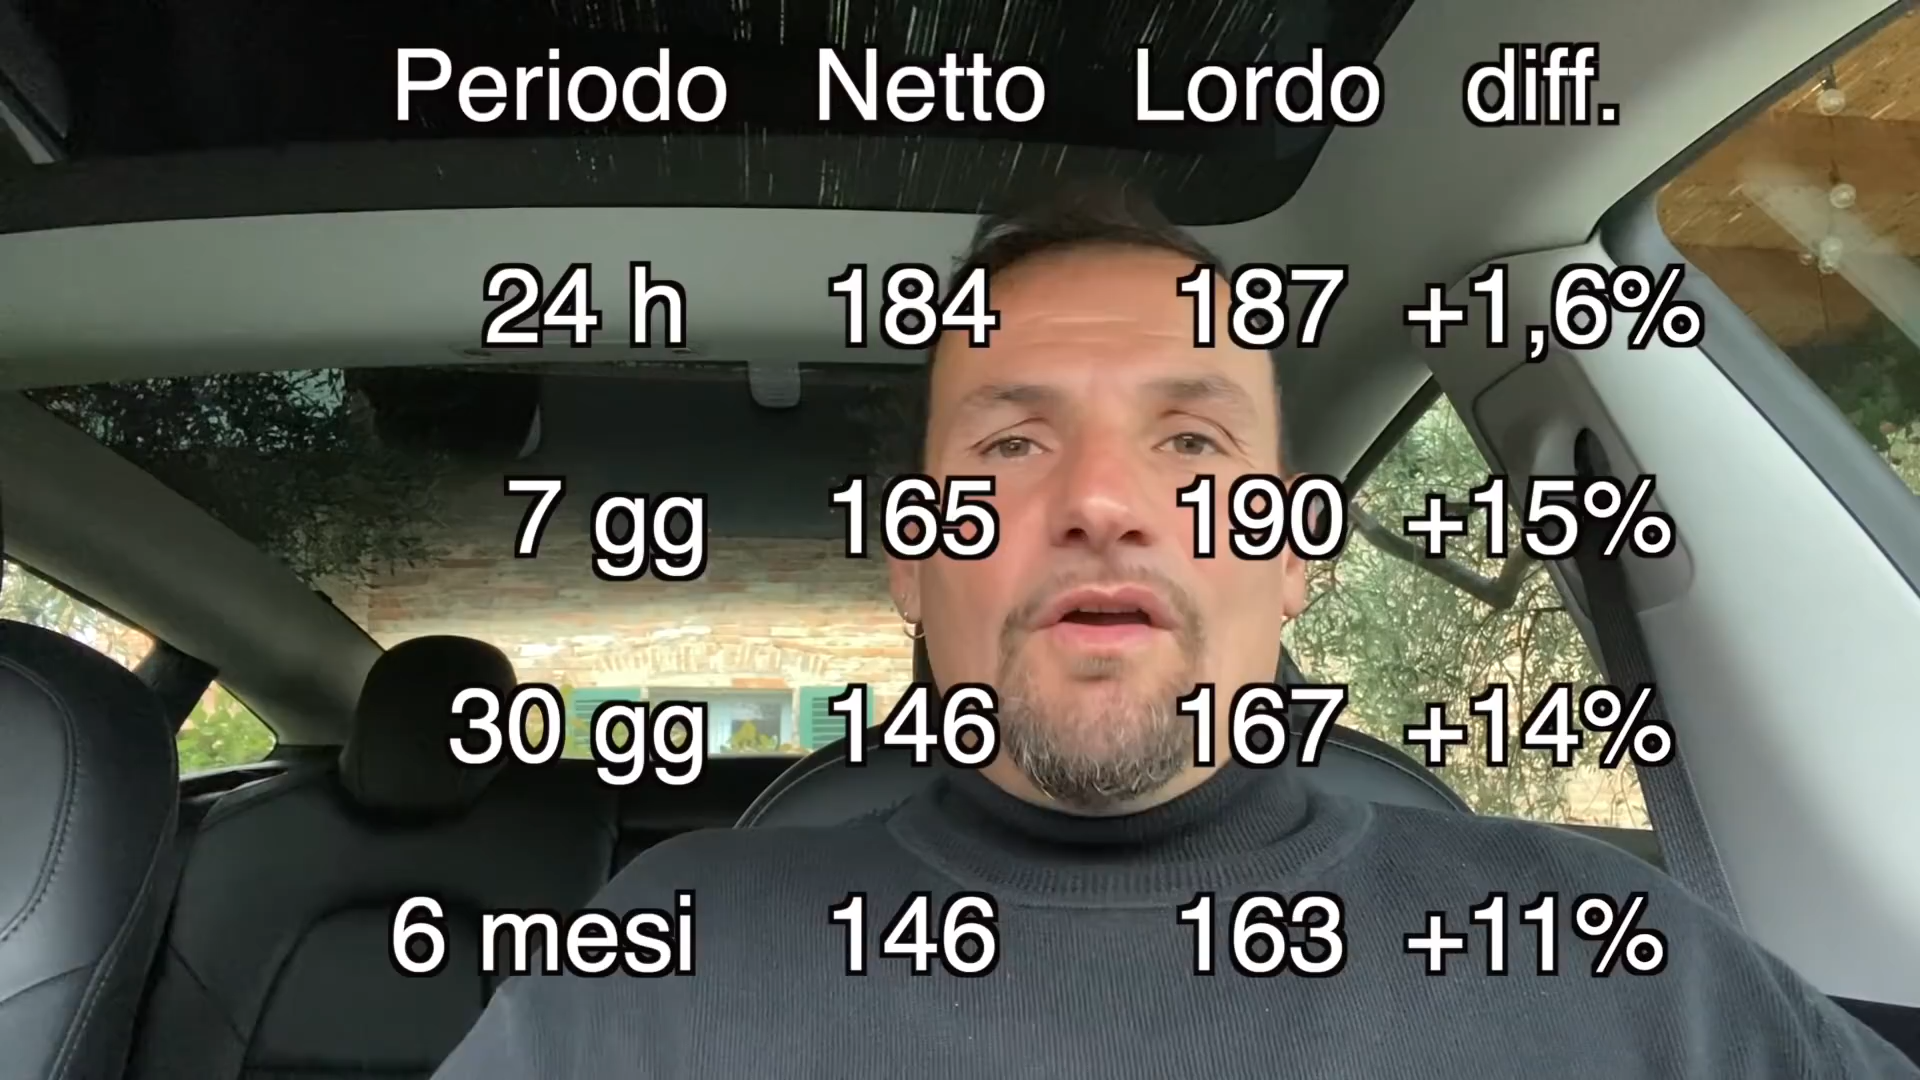 Periodo Netto Lordo diff.
24 h 184 187 +1,6%
7 gg 165 190 +15%
30 gg 146 167 +14%
6 mesi 146 163 +11%